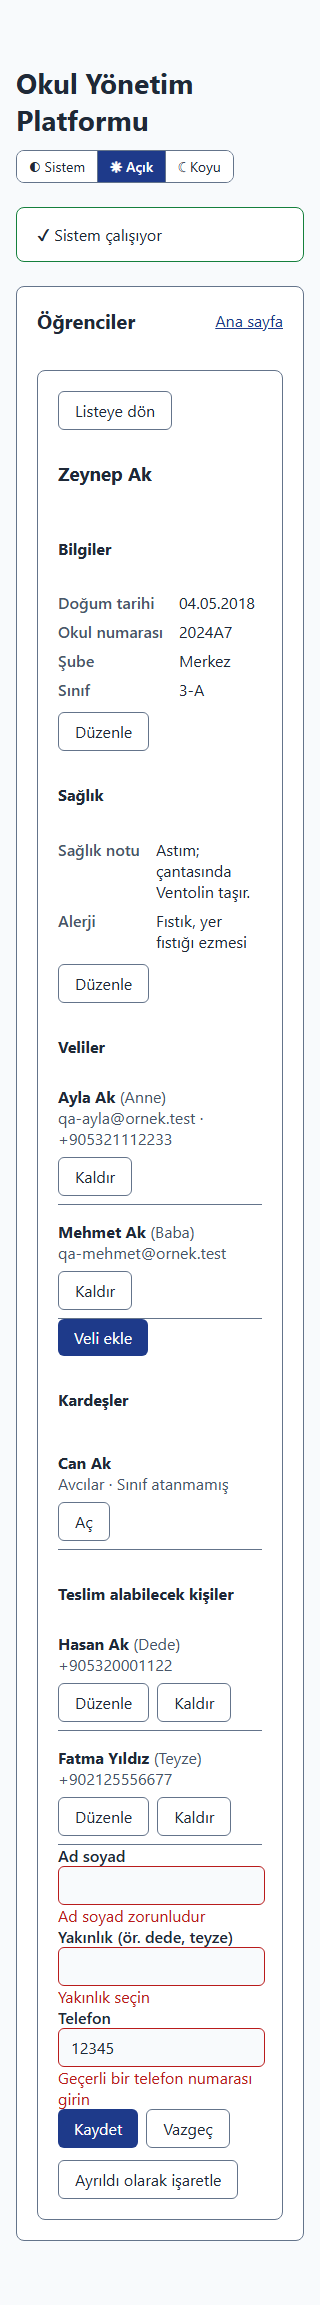 Okul Yönetim
Platformu
Sistem
Açık
Koyu
✓ Sistem çalışıyor
Öğrenciler
Ana sayfa
Listeye dön
Zeynep Ak
Bilgiler
Doğum tarihi 04.05.2018
Okul numarası 2024A7
Şube Merkez
Sınıf 3-A
Düzenle
Sağlık
Sağlık notu Astım;
çantasında
Ventolin taşır.
Alerji Fıstık, yer
fıstığı ezmesi
Düzenle
Veliler
Ayla Ak (Anne)
qa-ayla@ornek.test ·
+905321112233
Kaldır
Mehmet Ak (Baba)
qa-mehmet@ornek.test
Kaldır
Veli ekle
Kardeşler
Can Ak
Avcılar · Sınıf atanmamış
Aç
Teslim alabilecek kişiler
Hasan Ak (Dede)
+905320001122
Düzenle Kaldır
Fatma Yıldız (Teyze)
+902125556677
Düzenle Kaldır
Ad soyad
Ad soyad zorunludur
Yakınlık (ör. dede, teyze)
Yakınlık seçin
Telefon
12345
Geçerli bir telefon numarası
girin
Kaydet Vazgeç
Ayrıldı olarak işaretle